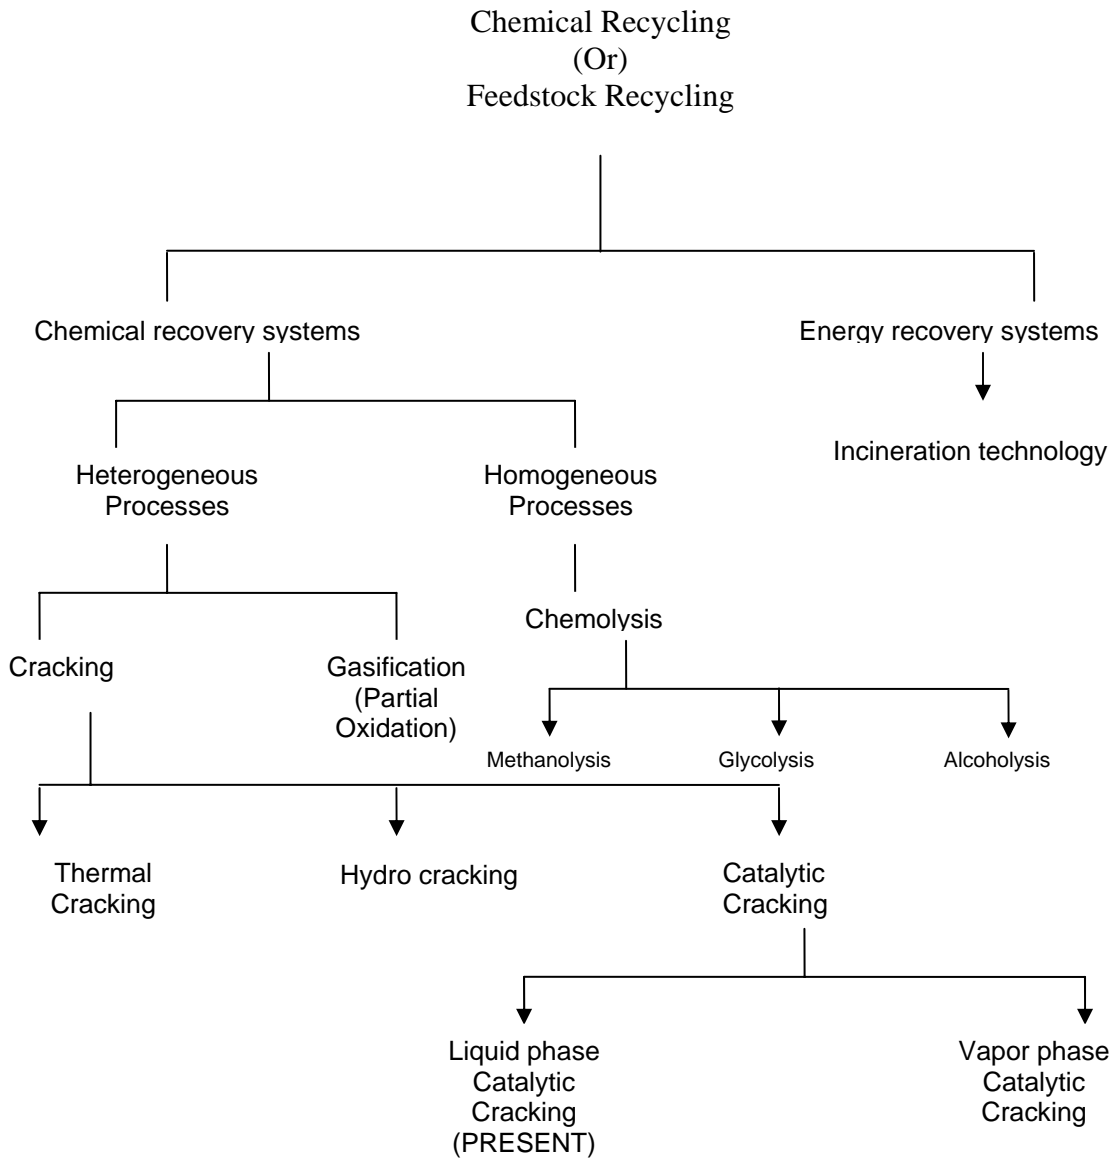 Chemical Recycling
(Or)
Feedstock Recycling
Chemical recovery systems
Energy recovery systems
Incineration technology
Heterogeneous
Processes
Homogeneous
Processes
Chemolysis
Cracking
Gasification
(Partial
Oxidation)
Methanolysis
Glycolysis
Alcoholysis
Thermal
Cracking
Hydro cracking
Catalytic
Cracking
Liquid phase
Catalytic
Cracking
(PRESENT)
Vapor phase
Catalytic
Cracking